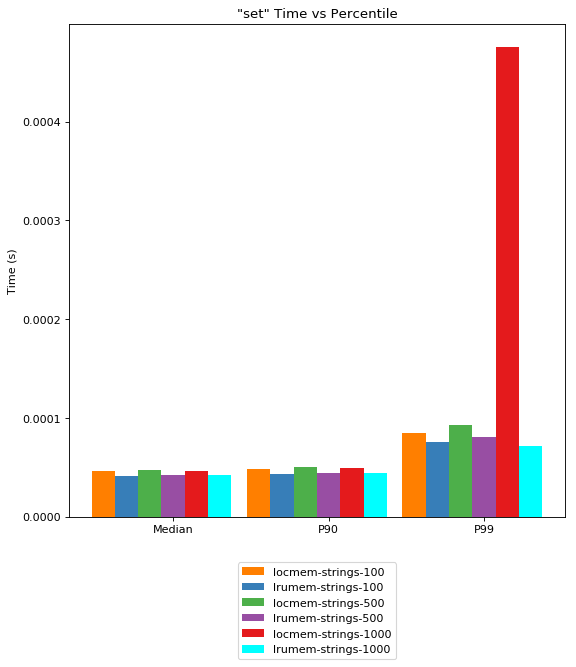 "set" Time vs Percentile
Time (s)
0.0004
0.0003
0.0002
0.0001
0.0000
Median P90 P99
locmem-strings-100
lrumem-strings-100
locmem-strings-500
lrumem-strings-500
locmem-strings-1000
lrumem-strings-1000